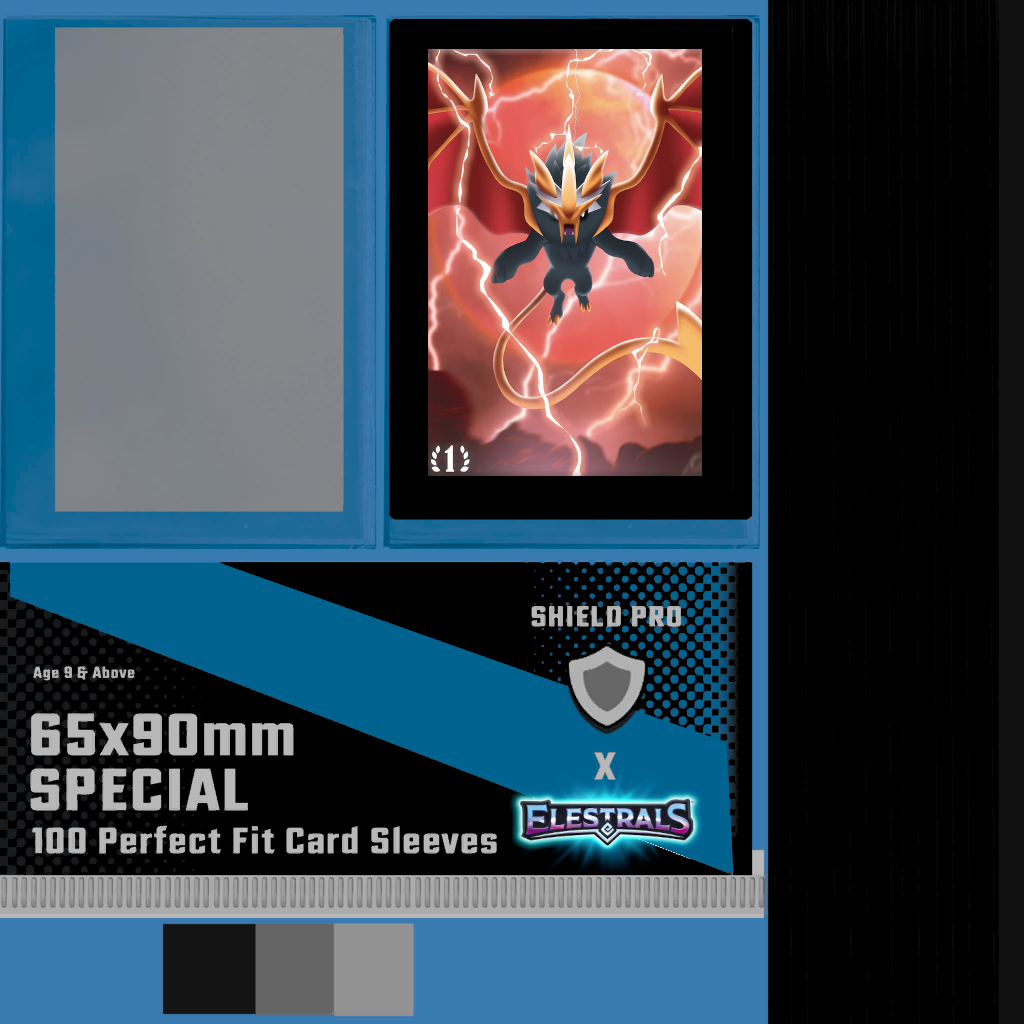 1
SHIELD PRO
Age 9 & Above
65x90mm
SPECIAL
X
ELESTRALS
100 Perfect Fit Card Sleeves